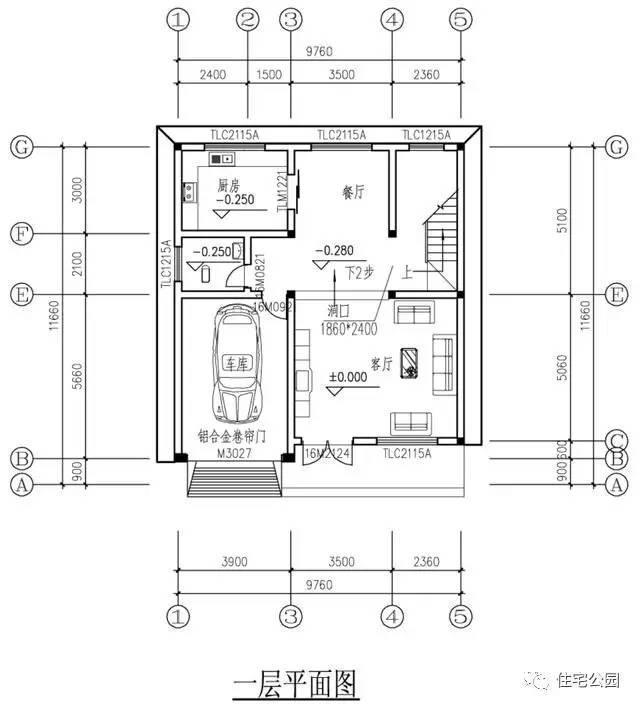 ① ② ③ ④ ⑤
9760
2400 1500 3500 2360
TLC2115A TLC2115A TLC1215A
Ⓖ Ⓖ
厨房
餐厅
-0.250
TLM1221
3000
5100
Ⓕ
-0.250
-0.280
TLC1215A
2100
16M0821
下2步 上
11660
11660
Ⓔ Ⓔ
16M0921
洞口
1860*2400
车库
客厅
±0.000
5660
5060
铝合金卷帘门
M3027
16M2124
TLC2115A
Ⓒ
Ⓑ Ⓑ
600
900
900
Ⓐ Ⓐ
3900 3500 2360
9760
① ③ ④ ⑤
一层平面图
住宅公园